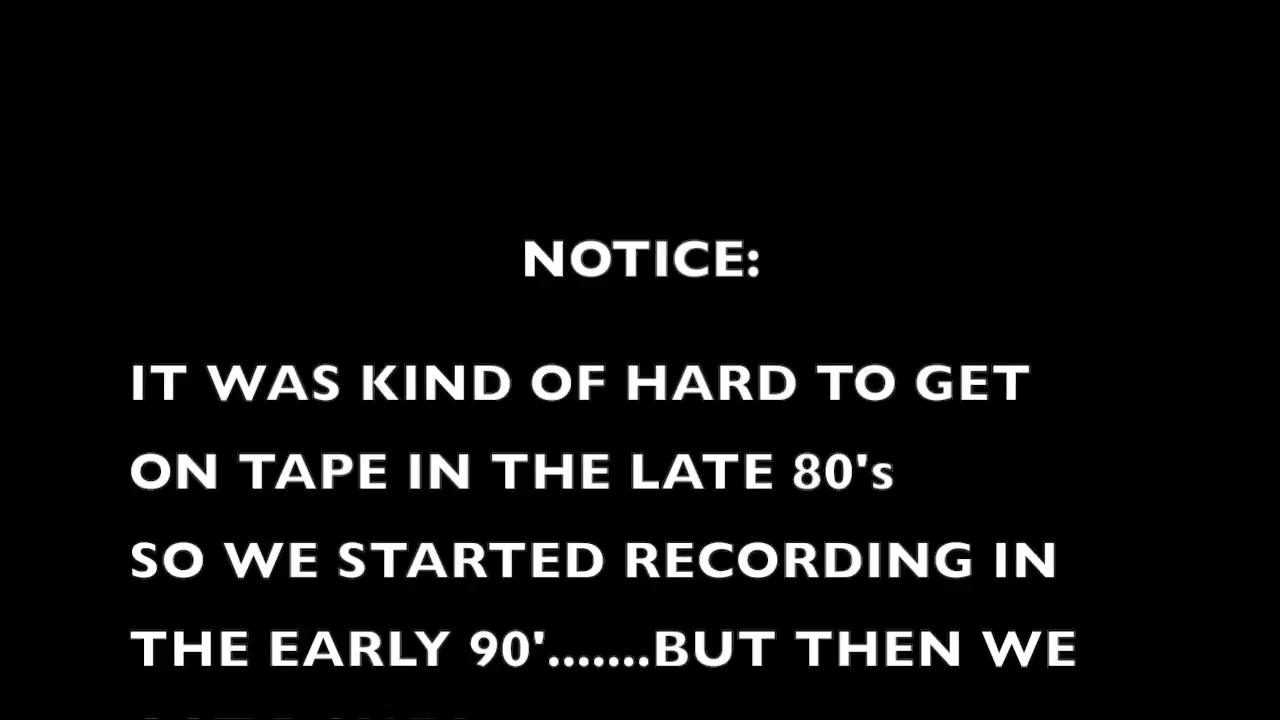 NOTICE:
IT WAS KIND OF HARD TO GET
ON TAPE IN THE LATE 80's
SO WE STARTED RECORDING IN
THE EARLY 90'.......BUT THEN WE